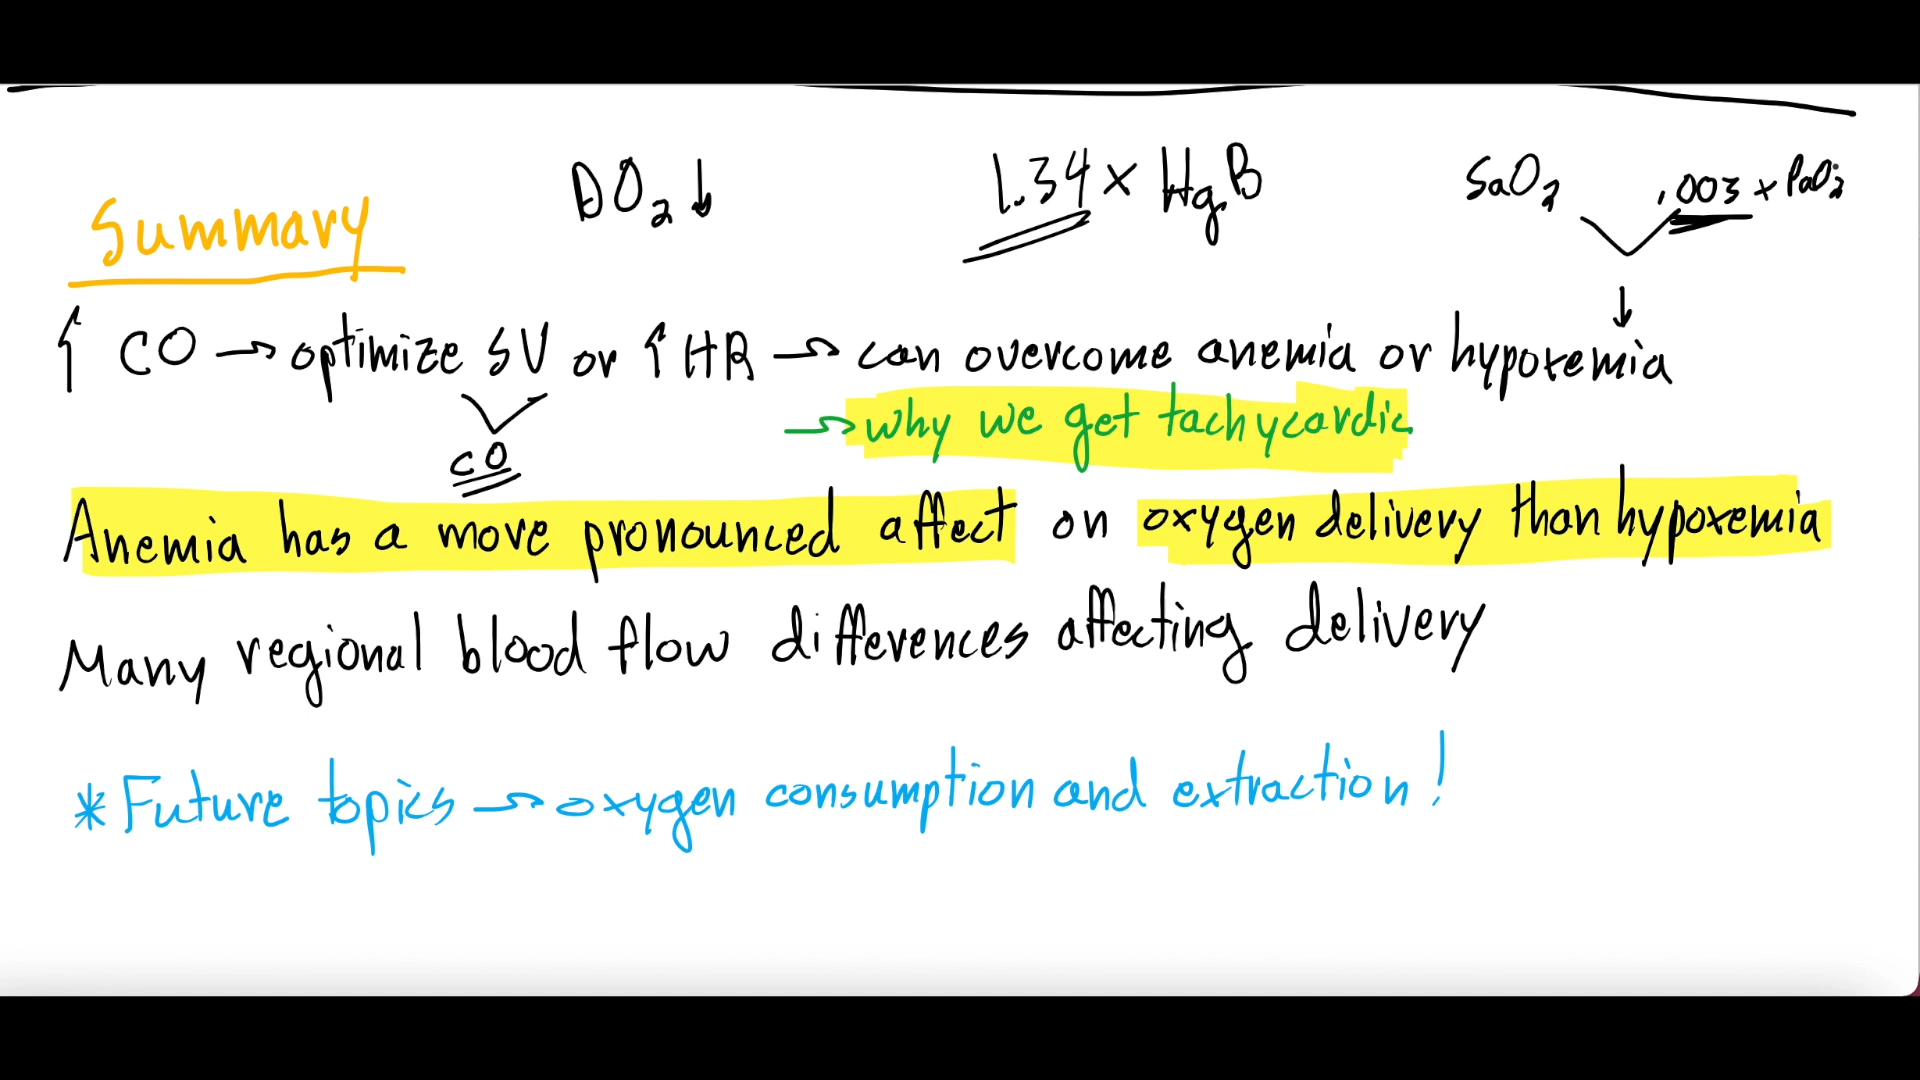 DO₂↓ 1.34 x HgB SaO₂ .003 x PaO₂
Summary
↑ CO → optimize SV or ↑ HR → can overcome anemia or hypoxemia
→ why we get tachycardic
CO
Anemia has a more pronounced affect on oxygen delivery than hypoxemia
Many regional blood flow differences affecting delivery
* Future topics → oxygen consumption and extraction!